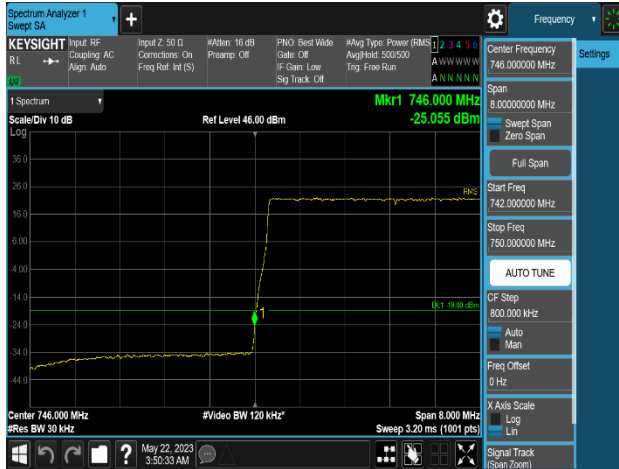 Spectrum Analyzer 1
Swept SA
+
Frequency
KEYSIGHT
RL
Input: RF
Coupling: AC
Align: Auto
Input Z: 50 Ω
Corrections: On
Freq Ref: Int (S)
#Atten: 16 dB
Preamp: Off
PNO: Best Wide
Gate: Off
IF Gain: Low
Sig Track: Off
#Avg Type: Power (RMS
Avg|Hold: 500/500
Trig: Free Run
1 2 3 4 5 6
A W W W W W
A N N N N N
1 Spectrum
Scale/Div 10 dB
Log
Ref Level 46.00 dBm
Mkr1 746.000 MHz
-25.055 dBm
36.0
26.0
16.0
6.00
-4.00
-14.0
-24.0
-34.0
-44.0
RMS
DL1 -19.00 dBm
1
Center 746.000 MHz
#Res BW 30 kHz
#Video BW 120 kHz*
Span 8.000 MHz
Sweep 3.20 ms (1001 pts)
Center Frequency
746.000000 MHz
Settings
Span
8.00000000 MHz
Swept Span
Zero Span
Full Span
Start Freq
742.000000 MHz
Stop Freq
750.000000 MHz
AUTO TUNE
CF Step
800.000 kHz
Auto
Man
Freq Offset
0 Hz
X Axis Scale
Log
Lin
Signal Track
(Span Zoom)
?
May 22, 2023
3:50:33 AM